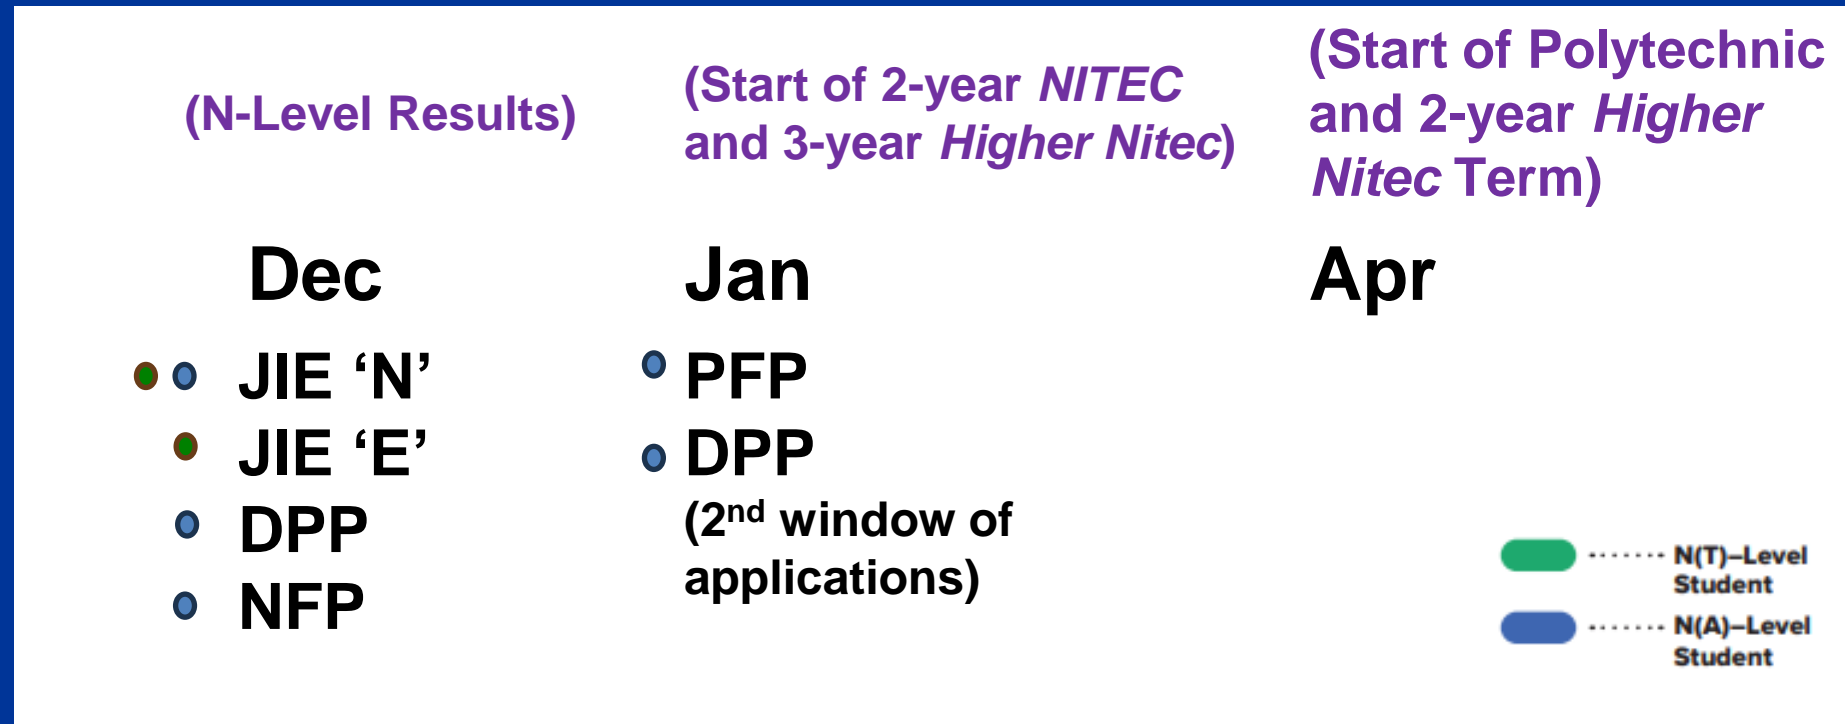 (N-Level Results)
(Start of 2-year NITEC
and 3-year Higher Nitec)
(Start of Polytechnic
and 2-year Higher
Nitec Term)
Dec
Jan
Apr
JIE ‘N’
JIE ‘E’
DPP
NFP
PFP
DPP
(2nd window of
applications)
N(T)–Level
Student
N(A)–Level
Student